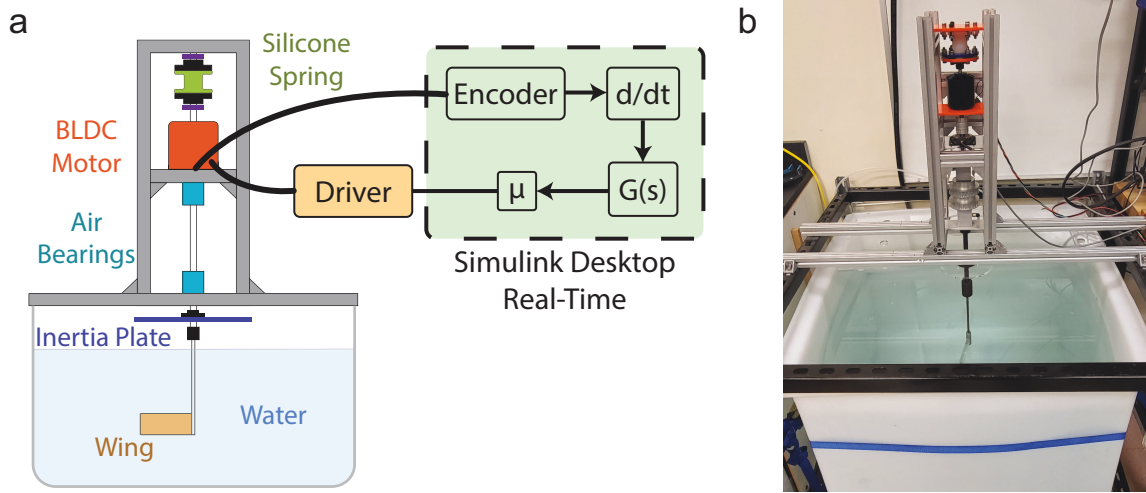 a
b
Silicone
Spring
BLDC
Motor
Air
Bearings
Encoder
d/dt
Driver
μ
G(s)
Simulink Desktop
Real-Time
Inertia Plate
Water
Wing